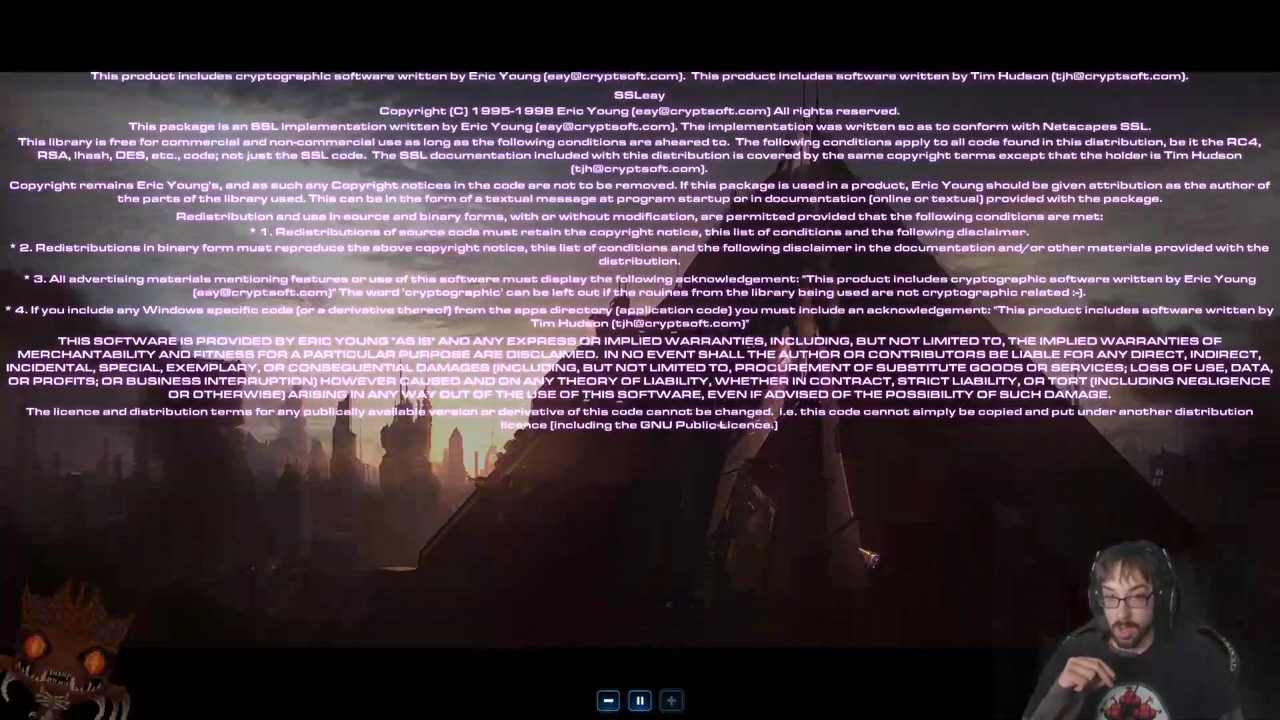 This product includes cryptographic software written by Eric Young (eay@cryptsoft.com).  This product includes software written by Tim Hudson (tjh@cryptsoft.com).
SSLeay
Copyright (C) 1995-1998 Eric Young (eay@cryptsoft.com) All rights reserved.
This package is an SSL implementation written by Eric Young (eay@cryptsoft.com). The implementation was written so as to conform with Netscapes SSL.
This library is free for commercial and non-commercial use as long as the following conditions are aheared to.  The following conditions apply to all code found in this distribution, be it the RC4,
RSA, lhash, DES, etc., code; not just the SSL code.  The SSL documentation included with this distribution is covered by the same copyright terms except that the holder is Tim Hudson
(tjh@cryptsoft.com).
Copyright remains Eric Young's, and as such any Copyright notices in the code are not to be removed. If this package is used in a product, Eric Young should be given attribution as the author of
the parts of the library used. This can be in the form of a textual message at program startup or in documentation (online or textual) provided with the package.
Redistribution and use in source and binary forms, with or without modification, are permitted provided that the following conditions are met:
* 1. Redistributions of source code must retain the copyright notice, this list of conditions and the following disclaimer.
* 2. Redistributions in binary form must reproduce the above copyright notice, this list of conditions and the following disclaimer in the documentation and/or other materials provided with the
distribution.
* 3. All advertising materials mentioning features or use of this software must display the following acknowledgement: "This product includes cryptographic software written by Eric Young
(eay@cryptsoft.com)" The word 'cryptographic' can be left out if the rouines from the library being used are not cryptographic related :-).
* 4. If you include any Windows specific code (or a derivative thereof) from the apps directory (application code) you must include an acknowledgement: "This product includes software written by
Tim Hudson (tjh@cryptsoft.com)"
THIS SOFTWARE IS PROVIDED BY ERIC YOUNG "AS IS" AND ANY EXPRESS OR IMPLIED WARRANTIES, INCLUDING, BUT NOT LIMITED TO, THE IMPLIED WARRANTIES OF
MERCHANTABILITY AND FITNESS FOR A PARTICULAR PURPOSE ARE DISCLAIMED. IN NO EVENT SHALL THE AUTHOR OR CONTRIBUTORS BE LIABLE FOR ANY DIRECT, INDIRECT,
INCIDENTAL, SPECIAL, EXEMPLARY, OR CONSEQUENTIAL DAMAGES (INCLUDING, BUT NOT LIMITED TO, PROCUREMENT OF SUBSTITUTE GOODS OR SERVICES; LOSS OF USE, DATA,
OR PROFITS; OR BUSINESS INTERRUPTION) HOWEVER CAUSED AND ON ANY THEORY OF LIABILITY, WHETHER IN CONTRACT, STRICT LIABILITY, OR TORT (INCLUDING NEGLIGENCE
OR OTHERWISE) ARISING IN ANY WAY OUT OF THE USE OF THIS SOFTWARE, EVEN IF ADVISED OF THE POSSIBILITY OF SUCH DAMAGE.
The licence and distribution terms for any publically available version or derivative of this code cannot be changed.  i.e. this code cannot simply be copied and put under another distribution
licence [including the GNU Public Licence.]